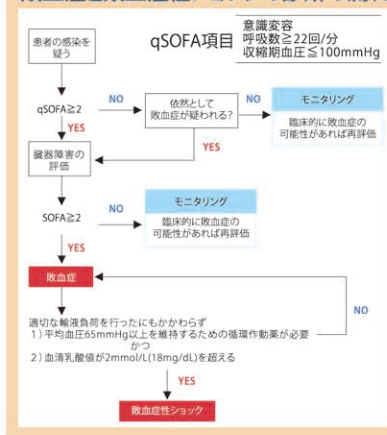 患者の感染を
疑う
qSOFA項目
意識変容
呼吸数≧22回/分
収縮期血圧≦100mmHg
qSOFA≧2
NO
依然として
敗血症が疑われる?
NO
モニタリング
臨床的に敗血症の
可能性があれば再評価
YES
YES
臓器障害の
評価
SOFA≧2
NO
モニタリング
臨床的に敗血症の
可能性があれば再評価
YES
敗血症
NO
適切な輸液負荷を行ったにもかかわらず
1)平均血圧65mmHg以上を維持するための循環作動薬が必要
かつ
2)血清乳酸値が2mmol/L(18mg/dL)を超える
YES
敗血症性ショック